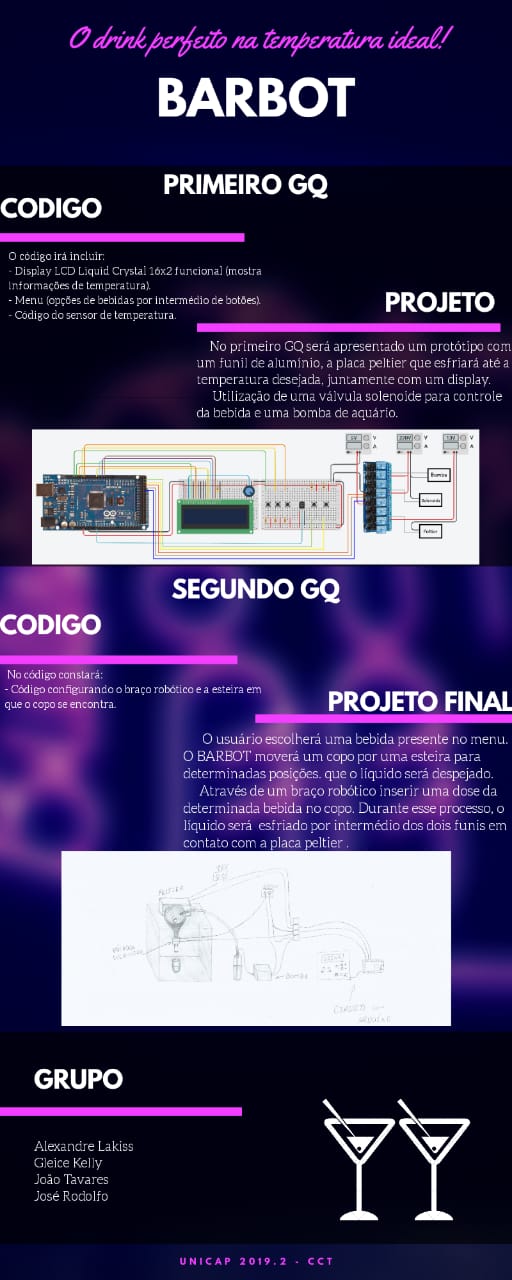 O drink perfeito na temperatura ideal!
BARBOT
PRIMEIRO GQ
CODIGO
O código irá incluir:
- Display LCD Liquid Crystal 16x2 funcional (mostra
informações de temperatura).
- Menu (opções de bebidas por intermédio de botões).
- Código do sensor de temperatura.
PROJETO
No primeiro GQ será apresentado um protótipo com
um funil de alumínio, a placa peltier que esfriará até a
temperatura desejada, juntamente com um display.
Utilização de uma válvula solenoide para controle
da bebida e uma bomba de aquário.
V
A
V
A
V
A
Bomba
Solenoide
Peltier
SEGUNDO GQ
CODIGO
No código constará:
- Código configurando o braço robótico e a esteira em
que o copo se encontra.
PROJETO FINAL
O usuário escolherá uma bebida presente no menu.
O BARBOT moverá um copo por uma esteira para
determinadas posições. que o líquido será despejado.
Através de um braço robótico inserir uma dose da
determinada bebida no copo. Durante esse processo, o
líquido será esfriado por intermédio dos dois funis em
contato com a placa peltier .
PELTIER
BOMBA
GRUPO
Alexandre Lakiss
Gleice Kelly
João Tavares
José Rodolfo
UNICAP 2019.2 - CCT